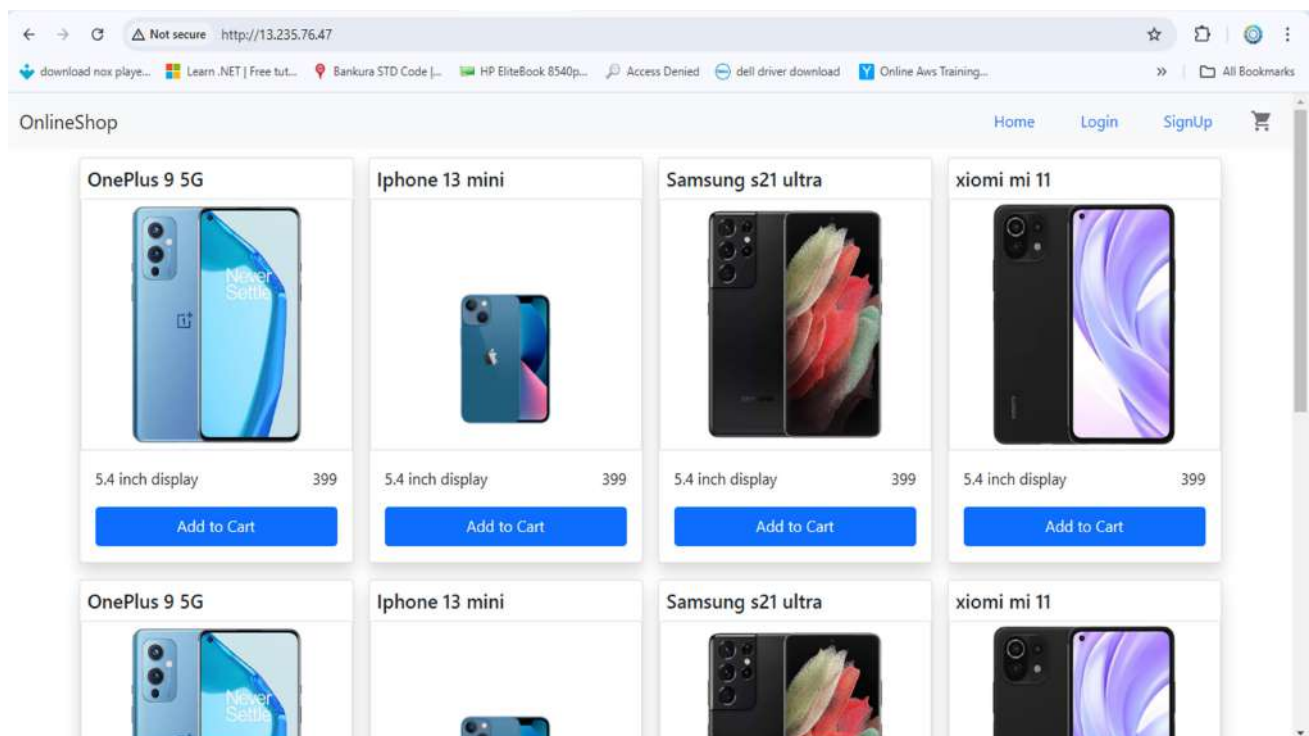 Not secure http://13.235.76.47
download nox playe... Learn .NET | Free tut... Bankura STD Code |... HP EliteBook 8540p... Access Denied dell driver download Online Aws Training... » All Bookmarks
OnlineShop Home Login SignUp
OnePlus 9 5G Iphone 13 mini Samsung s21 ultra xiomi mi 11
Never
Settle
5.4 inch display 399 5.4 inch display 399 5.4 inch display 399 5.4 inch display 399
Add to Cart Add to Cart Add to Cart Add to Cart
OnePlus 9 5G Iphone 13 mini Samsung s21 ultra xiomi mi 11
Never
Settle